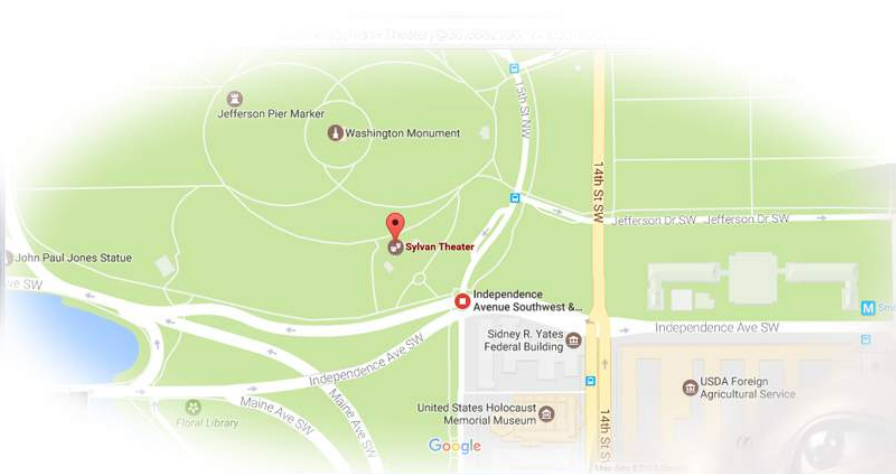 15th St NW
Jefferson Pier Marker
Washington Monument
14th St SW
Jefferson Dr SW
Jefferson Dr SW
Sylvan Theater
John Paul Jones Statue
ve SW
Independence
Avenue Southwest &...
M
Smi
Independence Ave SW
Sidney R. Yates
Federal Building
Independence Ave SW
USDA Foreign
Agricultural Service
Maine Ave SW
Maine Ave SW
Floral Library
United States Holocaust
Memorial Museum
14th St S
Google